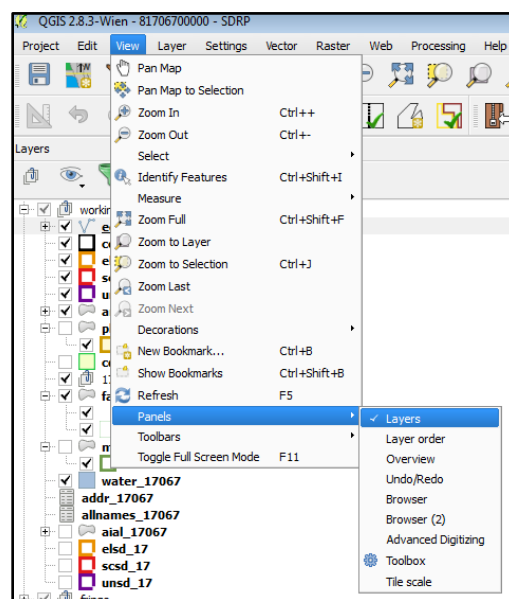 QGIS 2.8.3-Wien - 81706700000 - SDRP
Project Edit View Layer Settings Vector Raster Web Processing Help
Layers
Pan Map
Pan Map to Selection
Zoom In Ctrl++
Zoom Out Ctrl+-
Select
Identify Features Ctrl+Shift+I
Measure
Zoom Full Ctrl+Shift+F
Zoom to Layer
Zoom to Selection Ctrl+J
Zoom Last
Zoom Next
Decorations
New Bookmark... Ctrl+B
Show Bookmarks Ctrl+Shift+B
Refresh F5
Panels
Toolbars
Toggle Full Screen Mode F11
Layers
Layer order
Overview
Undo/Redo
Browser
Browser (2)
Advanced Digitizing
Toolbox
Tile scale
water_17067
addr_17067
allnames_17067
aial_17067
elsd_17
scsd_17
unsd_17